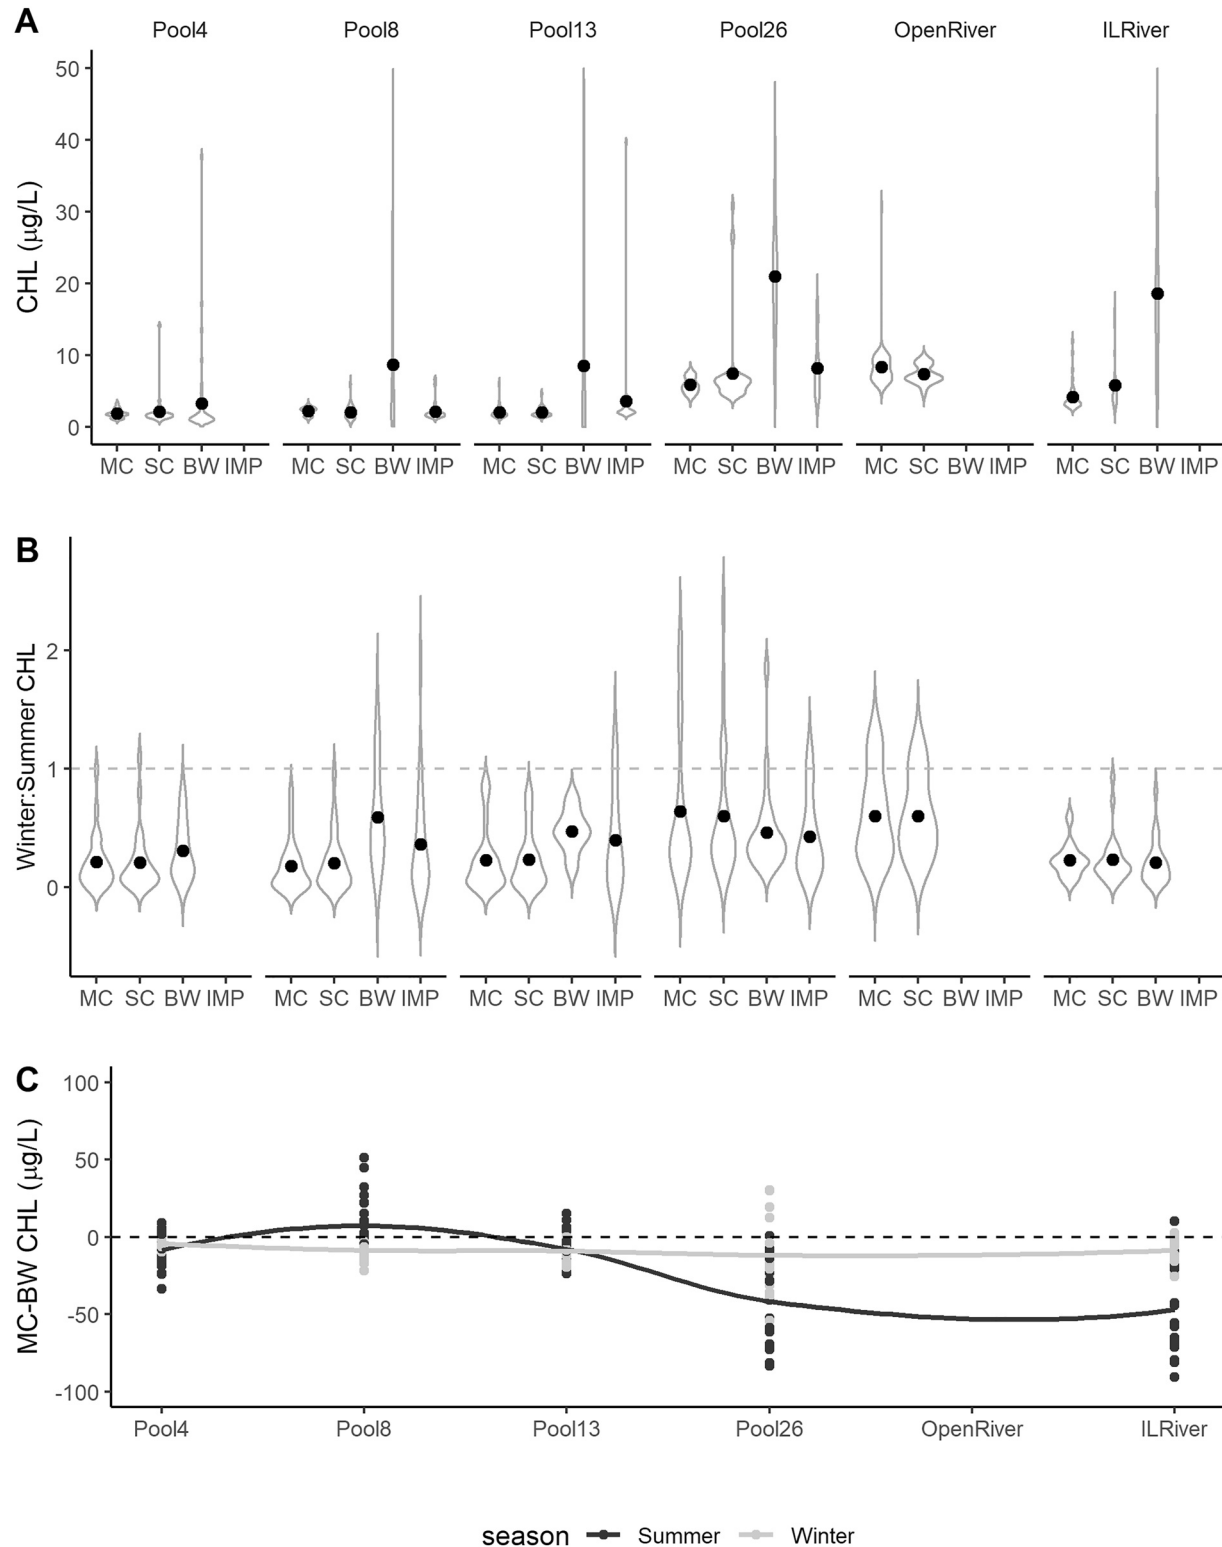 A
Pool4 Pool8 Pool13 Pool26 OpenRiver ILRiver
CHL (µg/L)
50
40
30
20
10
0
MC SC BW IMP MC SC BW IMP MC SC BW IMP MC SC BW IMP MC SC BW IMP MC SC BW IMP
B
Winter:Summer CHL
2
1
0
MC SC BW IMP MC SC BW IMP MC SC BW IMP MC SC BW IMP MC SC BW IMP MC SC BW IMP
C
MC-BW CHL (µg/L)
100
50
0
-50
-100
Pool4 Pool8 Pool13 Pool26 OpenRiver ILRiver
season Summer Winter